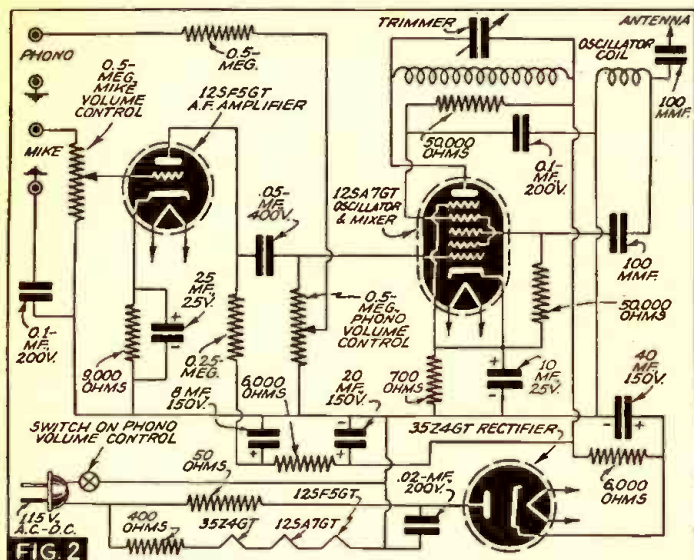 PHONO
0.5-
MEG.
TRIMMER
ANTENNA
OSCILLATOR
COIL
0.5-
MEG.
MIKE
VOLUME
CONTROL
12SF5GT
A.F. AMPLIFIER
MIKE
50,000
OHMS
0.1-
MF.
200V.
100
MMF.
.05-
MF.
400V.
12SA7GT
OSCILLATOR
& MIXER
100
MMF.
0.1-
MF.
200V.
9,000
OHMS
25
MF.
25V.
+
-
0.25-
MEG.
0.5-
MEG.
PHONO
VOLUME
CONTROL
50,000
OHMS
8 MF.
150V.
6,000
OHMS
20
MF.
150V.
700
OHMS
+
-
10
MF.
25V.
40
MF.
150V.
-
+
-
+
-
+
SWITCH ON PHONO
VOLUME CONTROL
35Z4GT RECTIFIER
6,000
OHMS
50
OHMS
12SF5GT
.02-MF.
200V.
115 V.
A.C.-D.C.
400
OHMS
35Z4GT
12SA7GT
FIG. 2